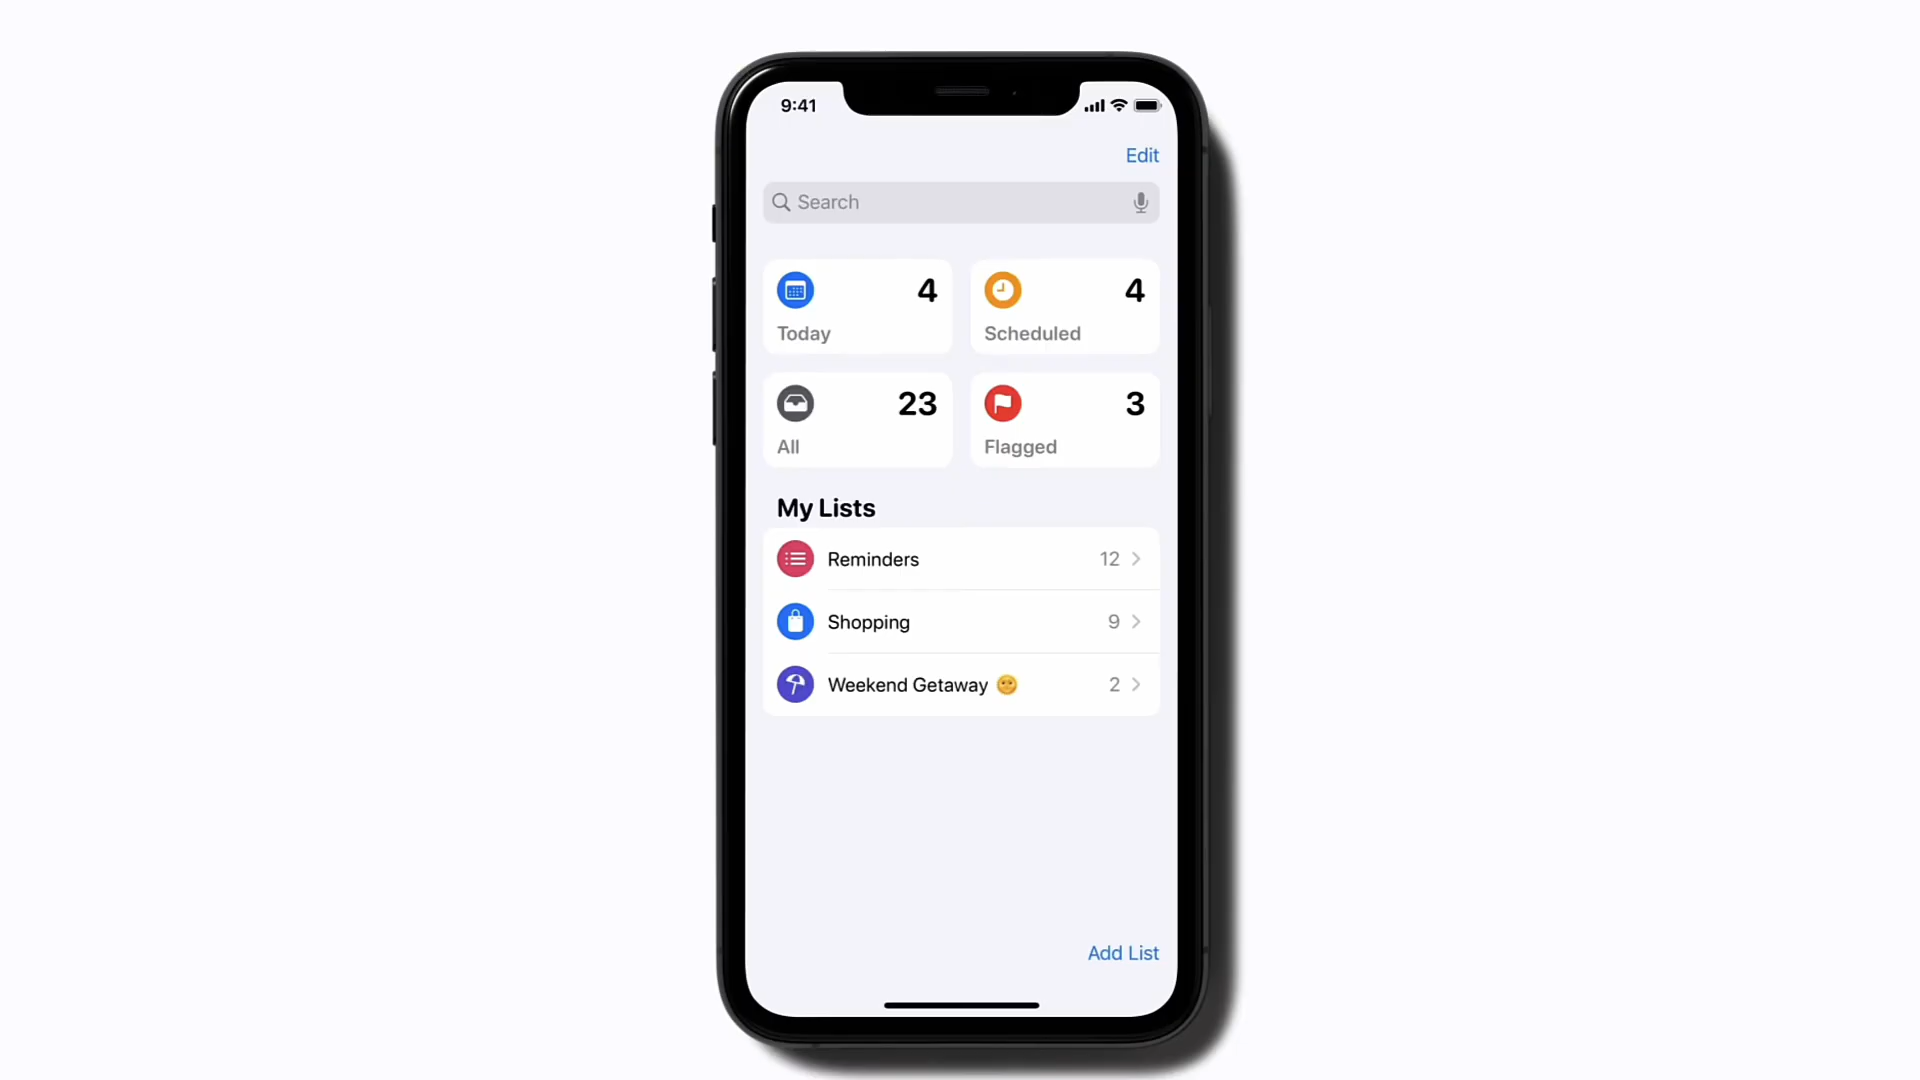 9:41
Edit
Search
4
4
Today
Scheduled
23
3
All
Flagged
My Lists
Reminders 12
Shopping 9
Weekend Getaway 2
Add List